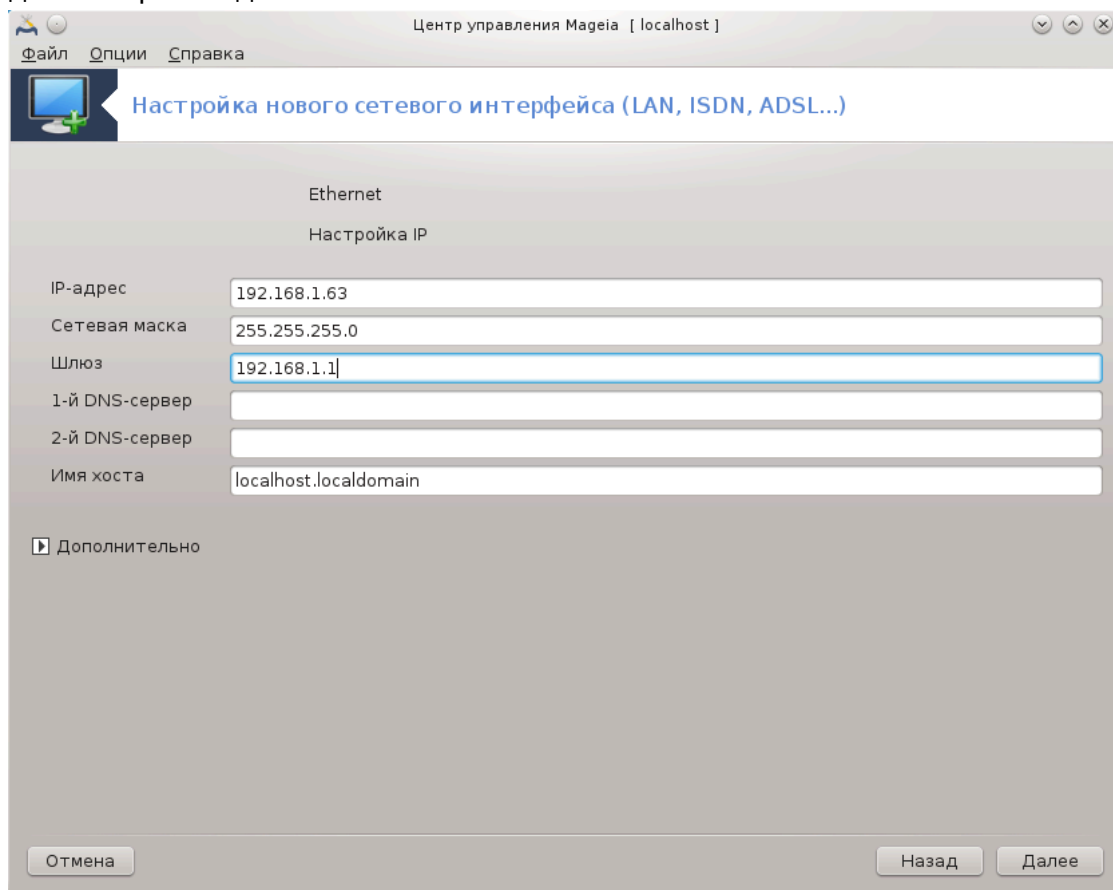 Центр управления Mageia [ localhost ]
Файл Опции Справка
Настройка нового сетевого интерфейса (LAN, ISDN, ADSL...)
Ethernet
Настройка IP
IP-адрес 192.168.1.63
Сетевая маска 255.255.255.0
Шлюз 192.168.1.1
1-й DNS-сервер
2-й DNS-сервер
Имя хоста localhost.localdomain
Дополнительно
Отмена Назад Далее